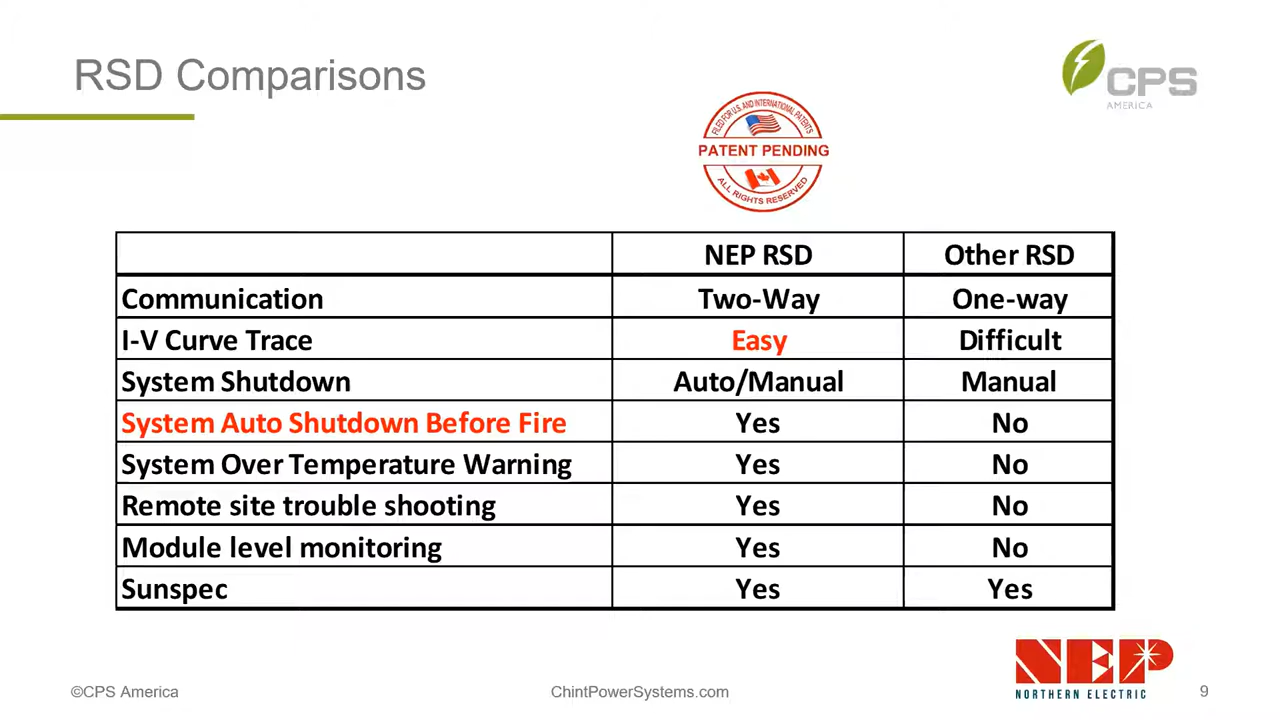 RSD Comparisons
CPS
AMERICA
FILED FOR U.S. AND INTERNATIONAL PATENTS
PATENT PENDING
ALL RIGHTS RESERVED
NEP RSD Other RSD
Communication Two-Way One-way
I-V Curve Trace Easy Difficult
System Shutdown Auto/Manual Manual
System Auto Shutdown Before Fire Yes No
System Over Temperature Warning Yes No
Remote site trouble shooting Yes No
Module level monitoring Yes No
Sunspec Yes Yes
NEP
NORTHERN ELECTRIC
©CPS America ChintPowerSystems.com 9